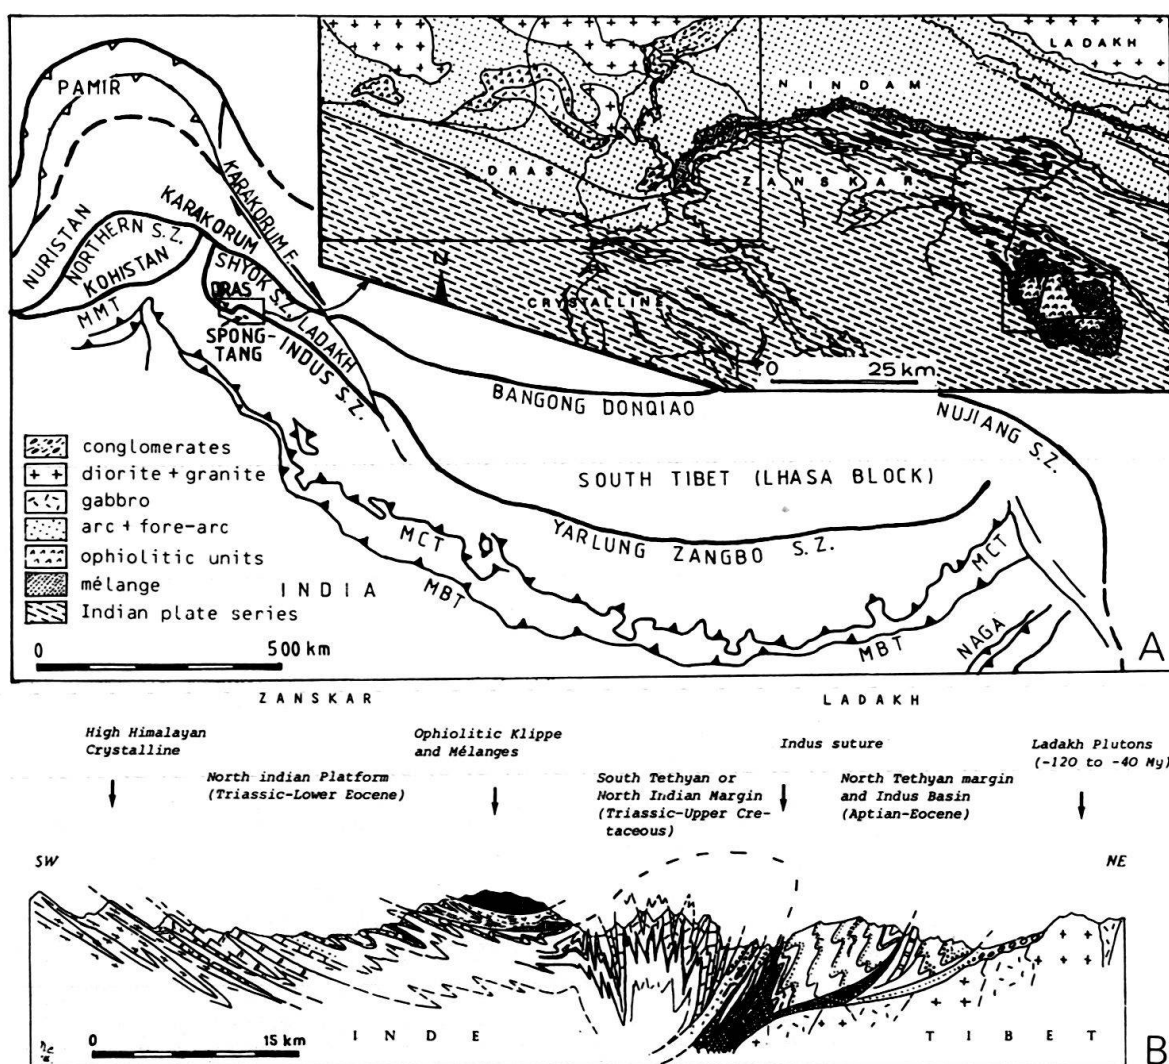 PAMIR
NURISTAN
NORTHERN S.Z.
KOHISTAN
MMT
KARAKORUM
KARAKORUM F.
SHYOK S.Z.
LADAKH
DRAS
SPONG-
TANG
INDUS S.Z.
LADAKH
NINDAM
DRAS
ZANSKAR
CRYSTALLINE
N
0 25 km
BANGONG DONQIAO
NUJIANG S.Z.
SOUTH TIBET (LHASA BLOCK)
YARLUNG ZANGBO S.Z.
MCT
MBT
INDIA
MCT
MBT
NAGA
conglomerates
diorite + granite
gabbro
arc + fore-arc
ophiolitic units
mélange
Indian plate series
0 500 km
A
ZANSKAR
LADAKH
High Himalayan
Crystalline
North indian Platform
(Triassic-Lower Eocene)
Ophiolitic Klippe
and Mélanges
South Tethyan or
North Indian Margin
(Triassic-Upper Cre-
taceous)
Indus suture
North Tethyan margin
and Indus Basin
(Aptian-Eocene)
Ladakh Plutons
(-120 to -40 My)
SW
NE
0 15 km
INDE
TIBET
B